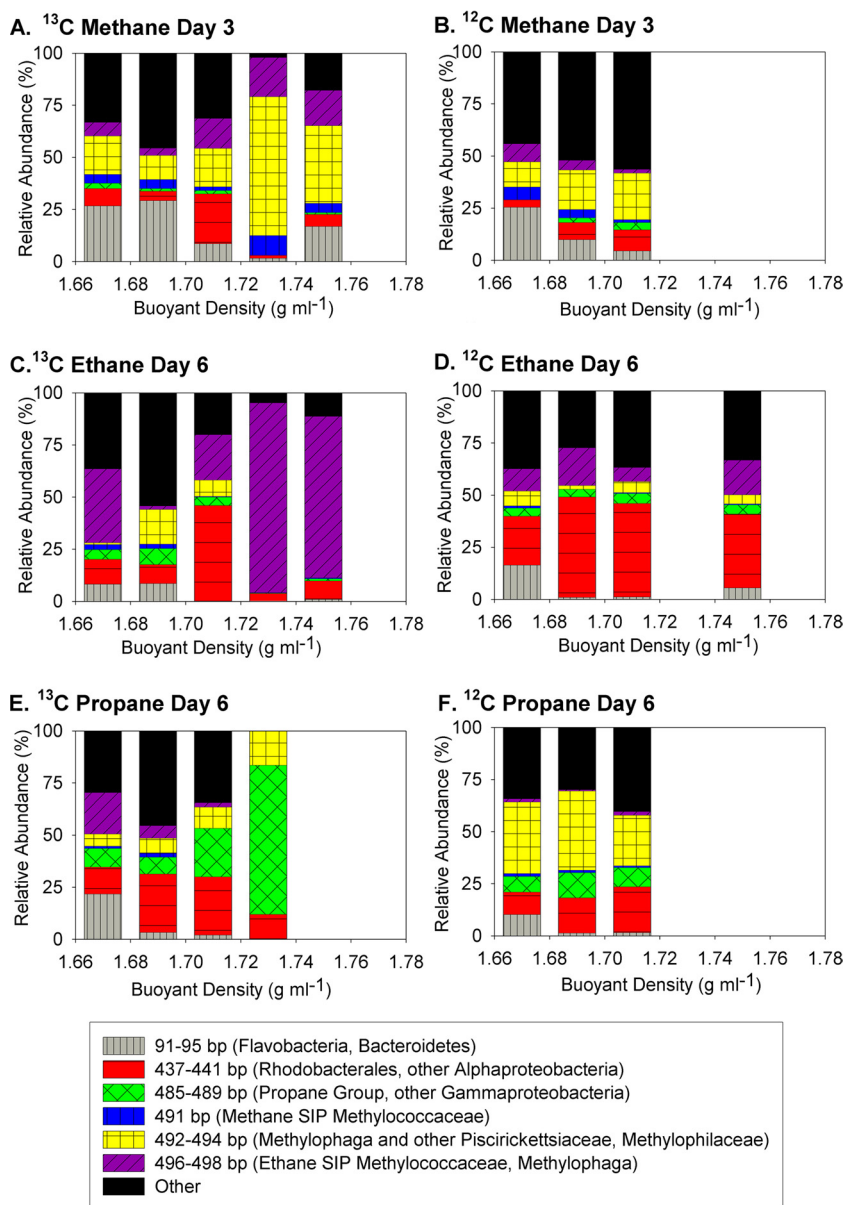 A. ¹³C Methane Day 3
Relative Abundance (%)
100
75
50
25
0
1.66 1.68 1.70 1.72 1.74 1.76 1.78
Buoyant Density (g ml⁻¹)
B. ¹²C Methane Day 3
Relative Abundance (%)
100
75
50
25
0
1.66 1.68 1.70 1.72 1.74 1.76 1.78
Buoyant Density (g ml⁻¹)
C. ¹³C Ethane Day 6
Relative Abundance (%)
100
75
50
25
0
1.66 1.68 1.70 1.72 1.74 1.76 1.78
Buoyant Density (g ml⁻¹)
D. ¹²C Ethane Day 6
Relative Abundance (%)
100
75
50
25
0
1.66 1.68 1.70 1.72 1.74 1.76 1.78
Buoyant Density (g ml⁻¹)
E. ¹³C Propane Day 6
Relative Abundance (%)
100
75
50
25
0
1.66 1.68 1.70 1.72 1.74 1.76 1.78
Buoyant Density (g ml⁻¹)
F. ¹²C Propane Day 6
Relative Abundance (%)
100
75
50
25
0
1.66 1.68 1.70 1.72 1.74 1.76 1.78
Buoyant Density (g ml⁻¹)
91-95 bp (Flavobacteria, Bacteroidetes)
437-441 bp (Rhodobacterales, other Alphaproteobacteria)
485-489 bp (Propane Group, other Gammaproteobacteria)
491 bp (Methane SIP Methylococcaceae)
492-494 bp (Methylophaga and other Piscirickettsiaceae, Methylophilaceae)
496-498 bp (Ethane SIP Methylococcaceae, Methylophaga)
Other